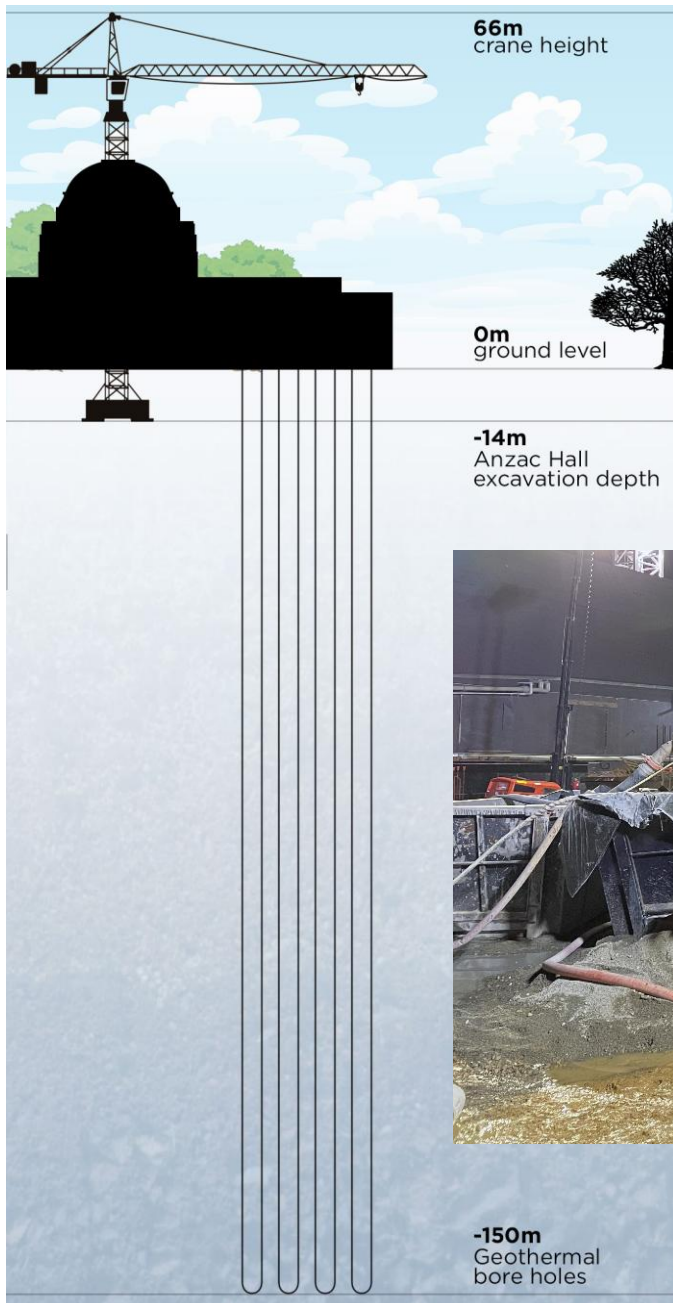 66m
crane height
0m
ground level
-14m
Anzac Hall
excavation depth
-150m
Geothermal
bore holes